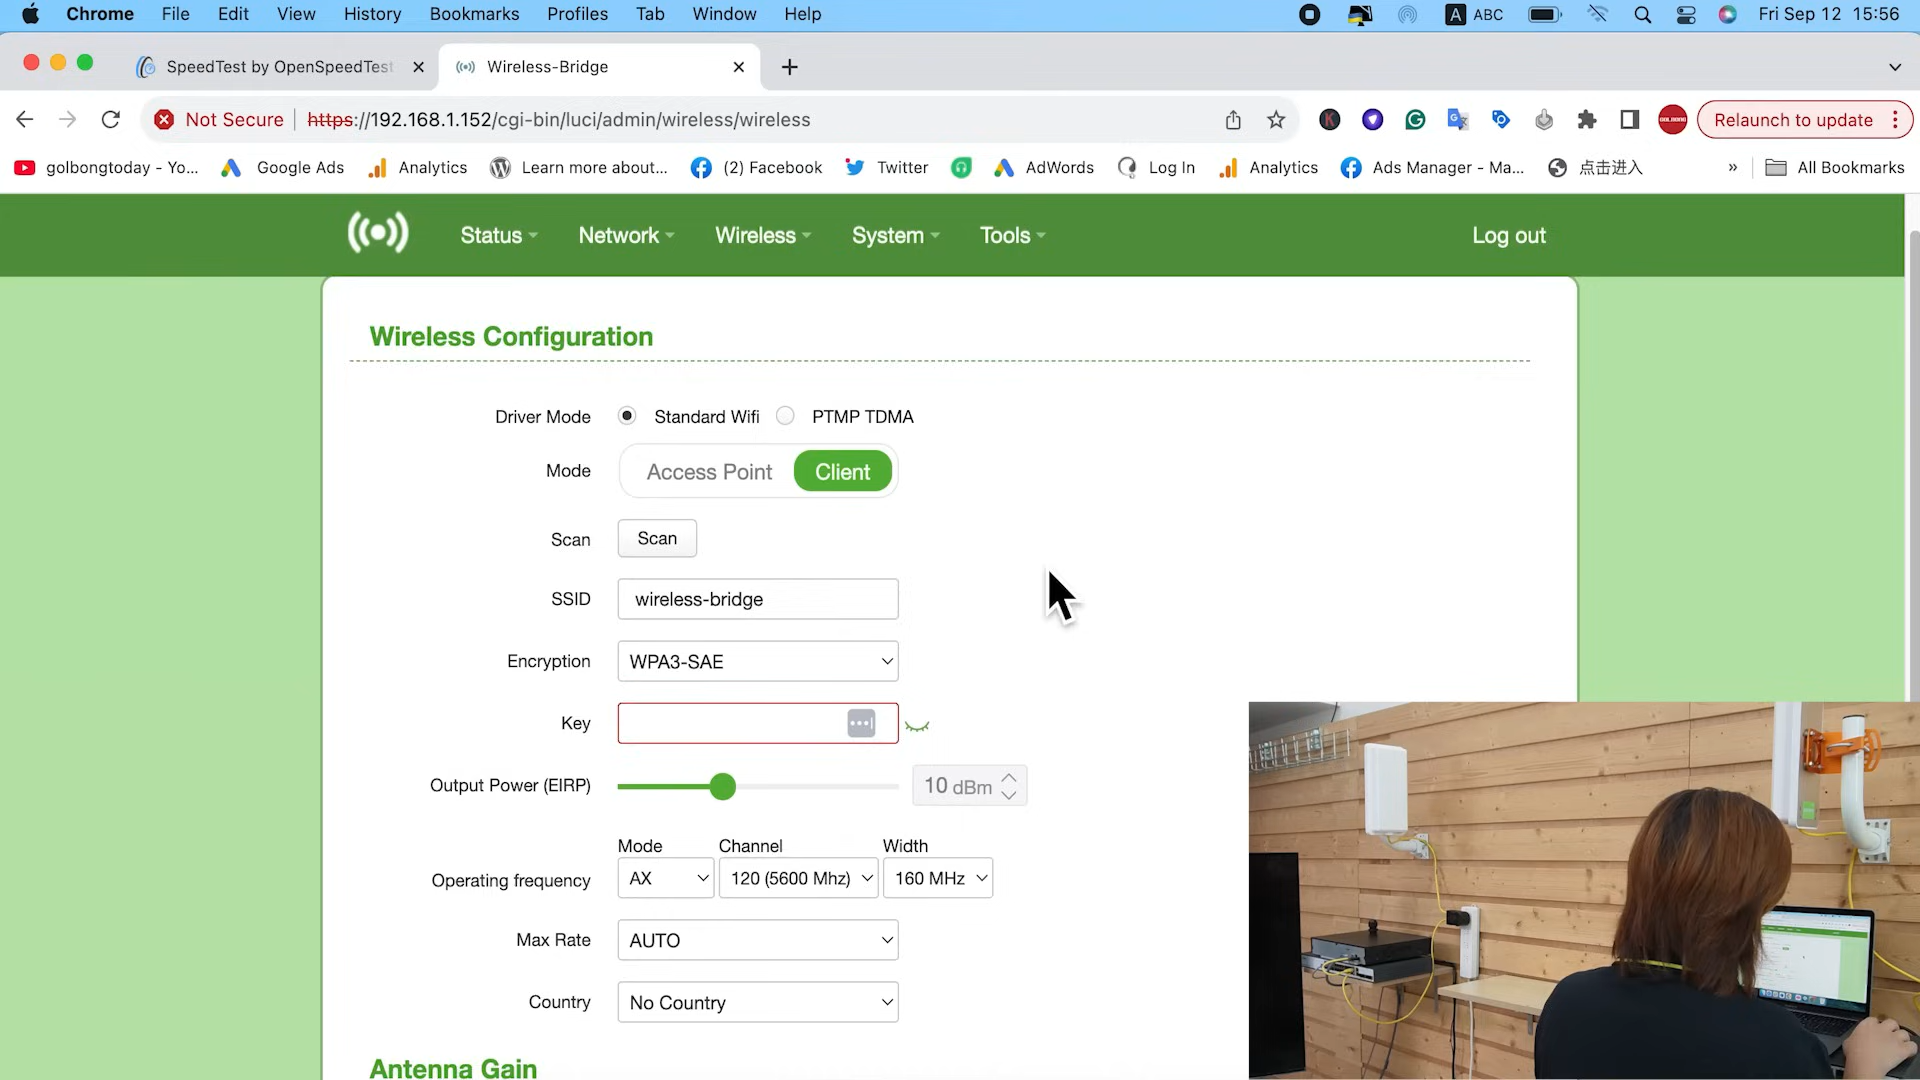 Chrome File Edit View History Bookmarks Profiles Tab Window Help A ABC Fri Sep 12 15:56
SpeedTest by OpenSpeedTest Wireless-Bridge
Not Secure https://192.168.1.152/cgi-bin/luci/admin/wireless/wireless Relaunch to update
golbongtoday - Yo... Google Ads Analytics Learn more about... (2) Facebook Twitter AdWords Log In Analytics Ads Manager - Ma... 点击进入 » All Bookmarks
Status Network Wireless System Tools Log out
Wireless Configuration
Driver Mode Standard Wifi PTMP TDMA
Mode Access Point Client
Scan Scan
SSID wireless-bridge
Encryption WPA3-SAE
Key
Output Power (EIRP) 10 dBm
Mode Channel Width
Operating frequency AX 120 (5600 Mhz) 160 MHz
Max Rate AUTO
Country No Country
Antenna Gain